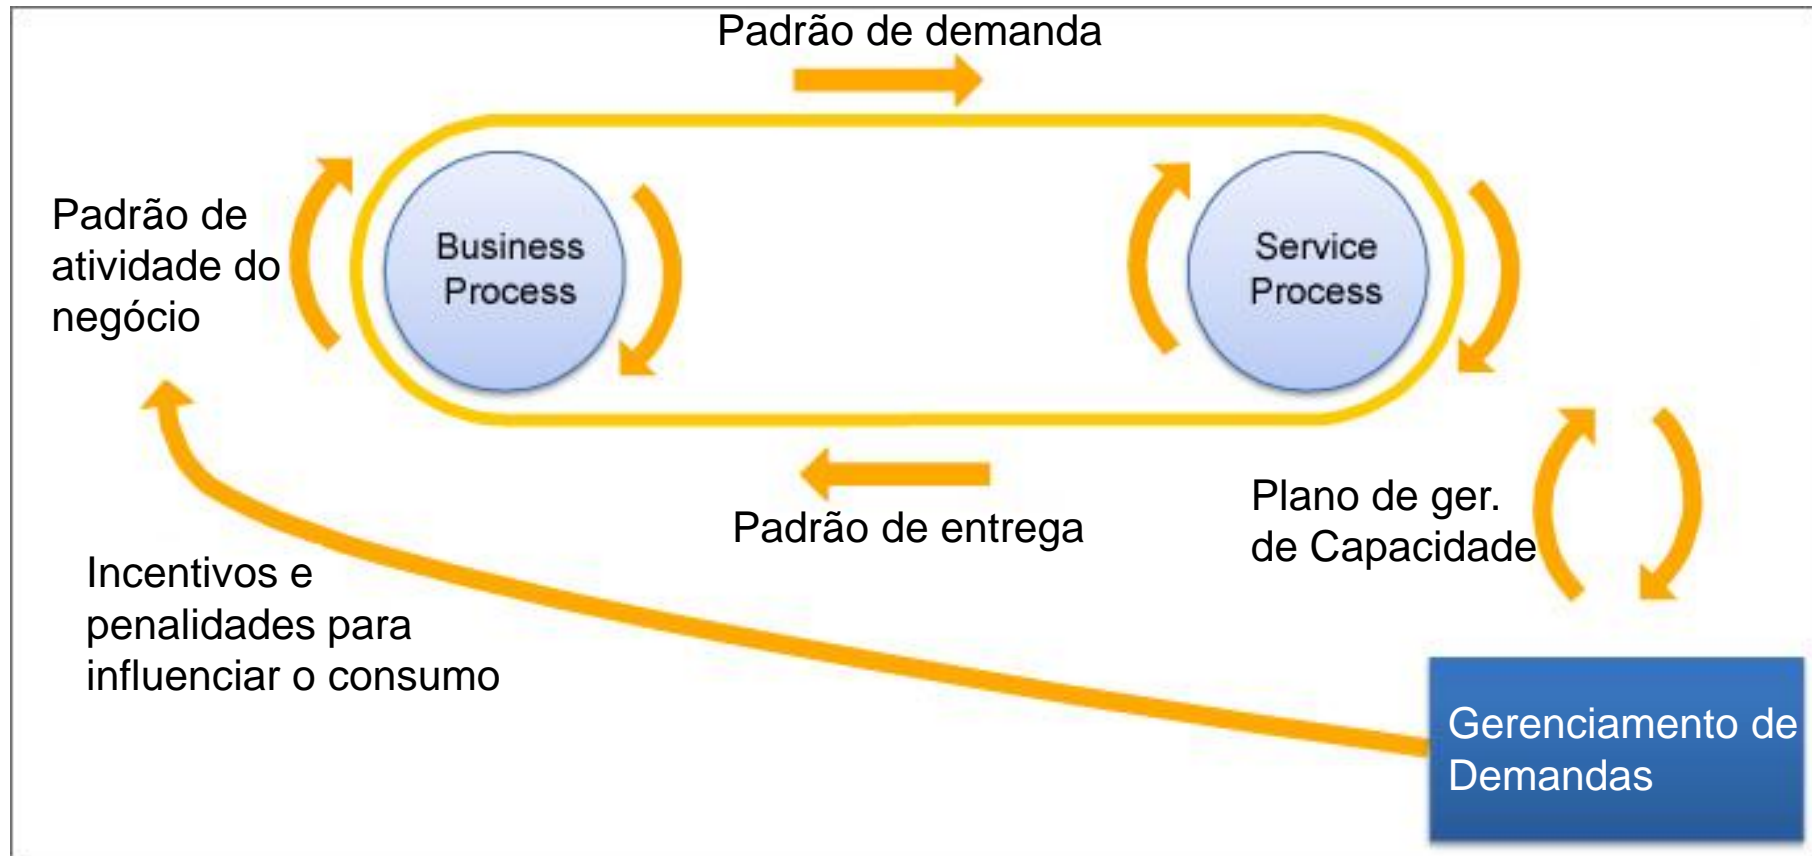 Padrão de demanda
Padrão de
atividade do
negócio
Business
Process
Service
Process
Padrão de entrega
Plano de ger.
de Capacidade
Incentivos e
penalidades para
influenciar o consumo
Gerenciamento de
Demandas